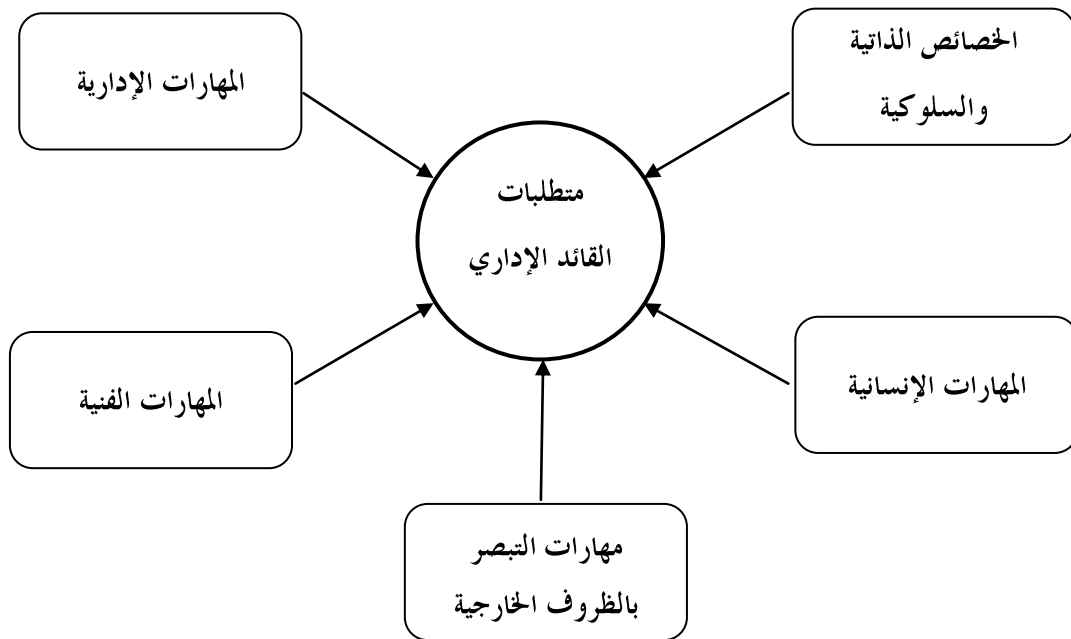 الخصائص الذاتية
والسلوكية
المهارات الإدارية
متطلبات
القائد الإداري
المهارات الإنسانية
المهارات الفنية
مهارات التبصر
بالظروف الخارجية